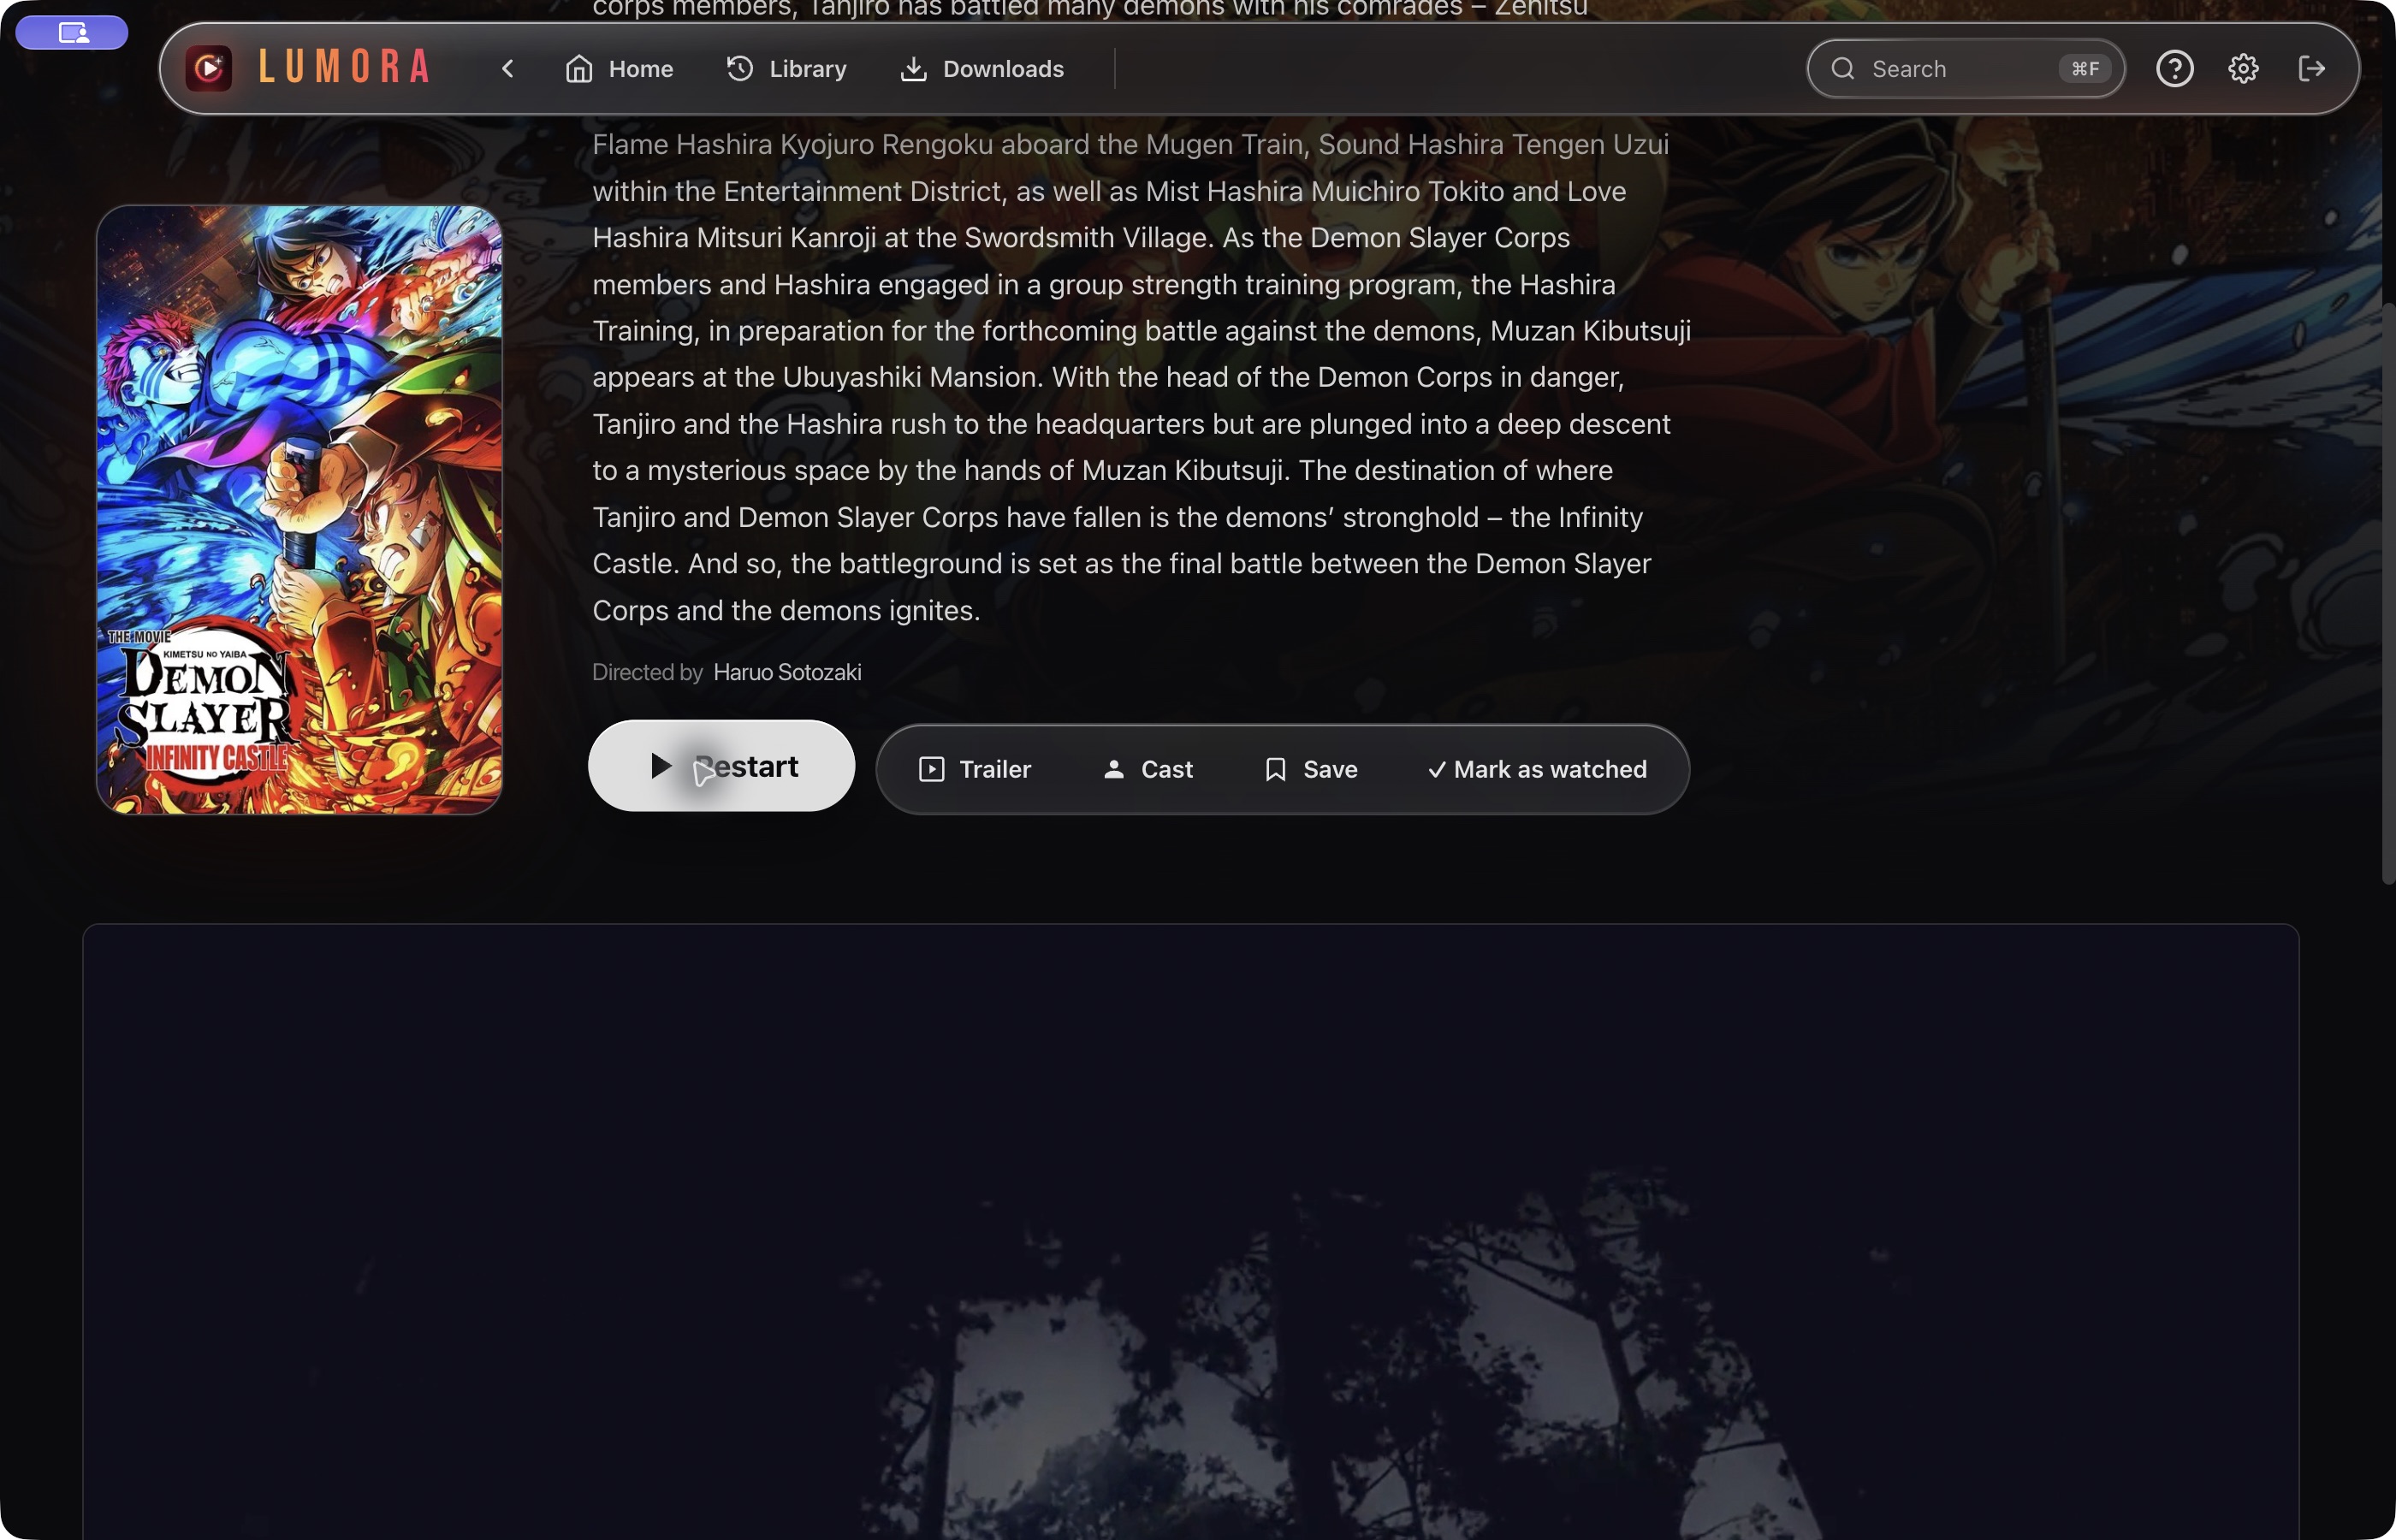 corps members, Tanjiro has battled many demons with his comrades – Zenitsu
LUMORA
Home
Library
Downloads
Search
⌘F
Flame Hashira Kyojuro Rengoku aboard the Mugen Train, Sound Hashira Tengen Uzui
within the Entertainment District, as well as Mist Hashira Muichiro Tokito and Love
Hashira Mitsuri Kanroji at the Swordsmith Village. As the Demon Slayer Corps
members and Hashira engaged in a group strength training program, the Hashira
Training, in preparation for the forthcoming battle against the demons, Muzan Kibutsuji
appears at the Ubuyashiki Mansion. With the head of the Demon Corps in danger,
Tanjiro and the Hashira rush to the headquarters but are plunged into a deep descent
to a mysterious space by the hands of Muzan Kibutsuji. The destination of where
Tanjiro and Demon Slayer Corps have fallen is the demons’ stronghold – the Infinity
Castle. And so, the battleground is set as the final battle between the Demon Slayer
Corps and the demons ignites.
THE MOVIE
KIMETSU NO YAIBA
DEMON
SLAYER
INFINITY CASTLE
Directed by Haruo Sotozaki
Restart
Trailer
Cast
Save
✓ Mark as watched